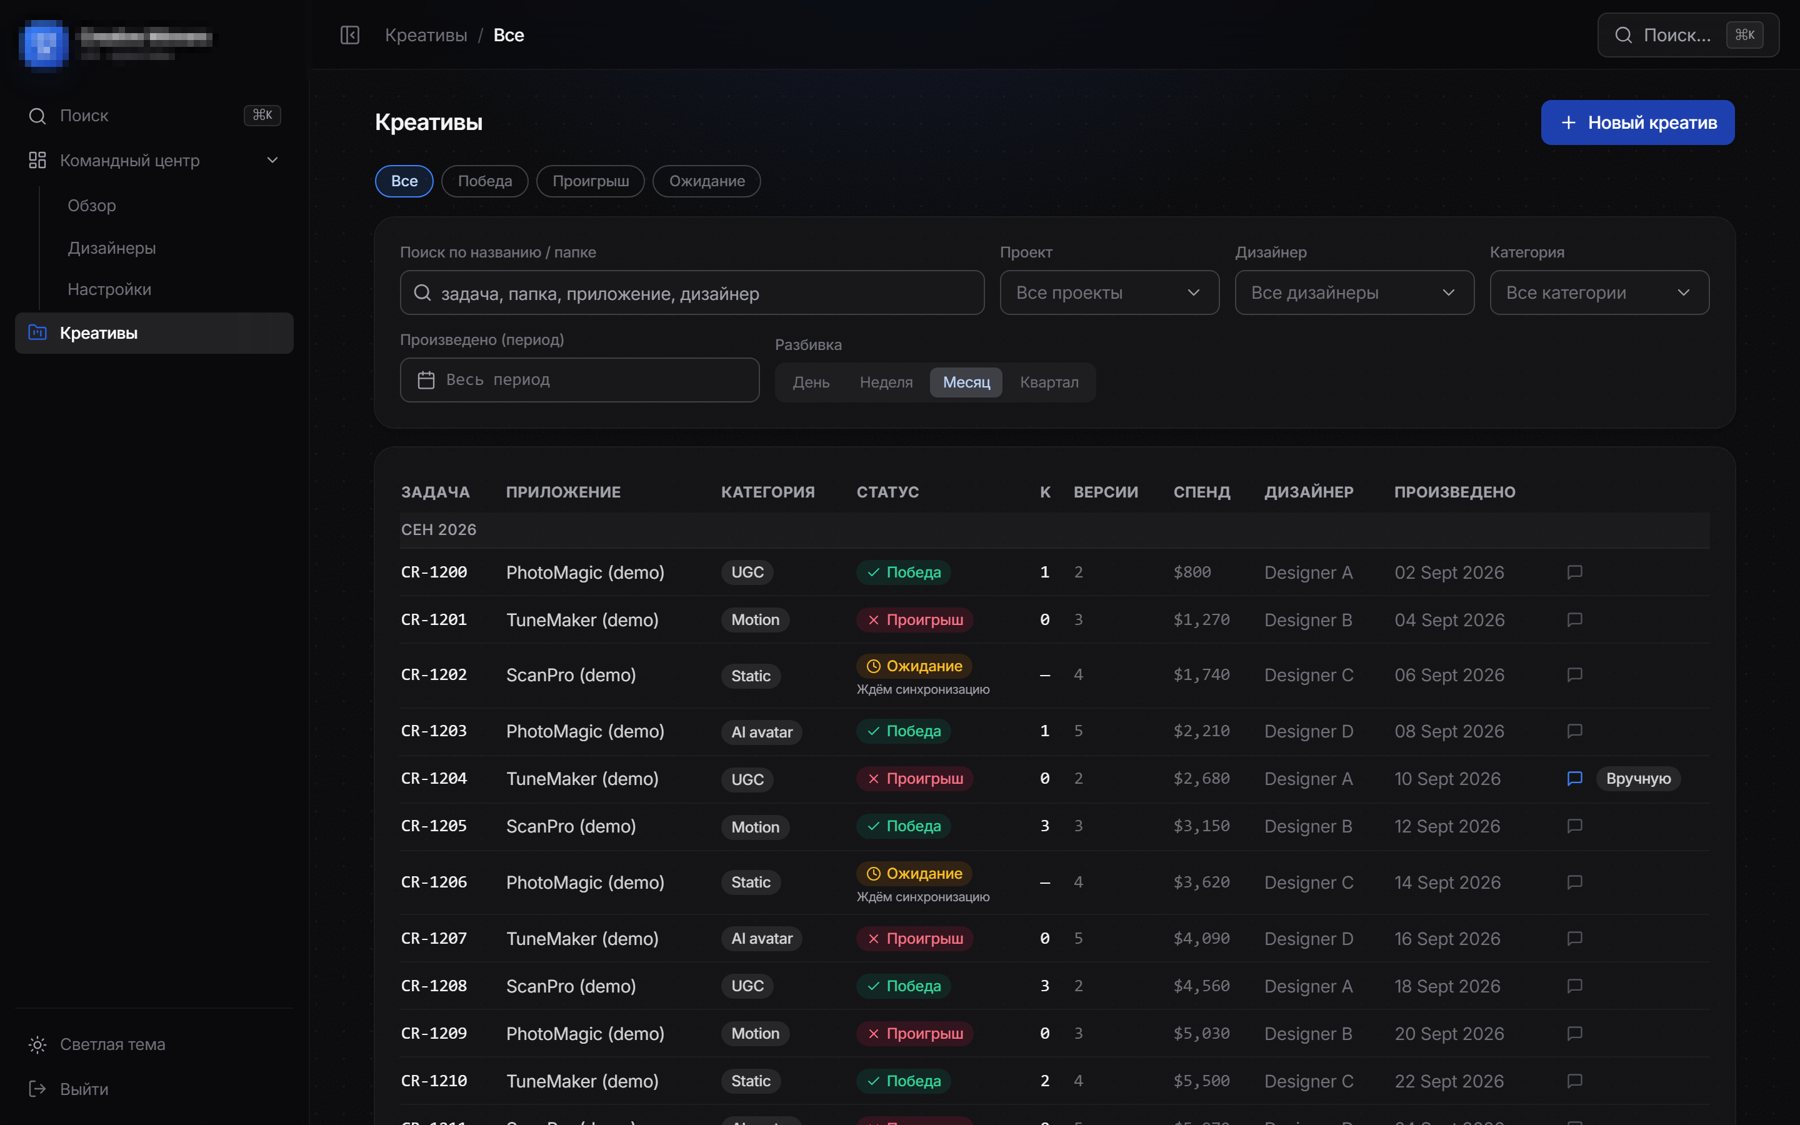 Креативы / Все
Поиск... ⌘K
Поиск ⌘K
Командный центр
Обзор
Дизайнеры
Настройки
Креативы
Светлая тема
Выйти
Креативы
+ Новый креатив
Все Победа Проигрыш Ожидание
Поиск по названию / папке Проект Дизайнер Категория
задача, папка, приложение, дизайнер Все проекты Все дизайнеры Все категории
Произведено (период) Разбивка
Весь период День Неделя Месяц Квартал
ЗАДАЧА ПРИЛОЖЕНИЕ КАТЕГОРИЯ СТАТУС К ВЕРСИИ СПЕНД ДИЗАЙНЕР ПРОИЗВЕДЕНО
СЕН 2026
CR-1200 PhotoMagic (demo) UGC Победа 1 2 $800 Designer A 02 Sept 2026
CR-1201 TuneMaker (demo) Motion Проигрыш 0 3 $1,270 Designer B 04 Sept 2026
CR-1202 ScanPro (demo) Static Ожидание — 4 $1,740 Designer C 06 Sept 2026
Ждём синхронизацию
CR-1203 PhotoMagic (demo) AI avatar Победа 1 5 $2,210 Designer D 08 Sept 2026
CR-1204 TuneMaker (demo) UGC Проигрыш 0 2 $2,680 Designer A 10 Sept 2026 Вручную
CR-1205 ScanPro (demo) Motion Победа 3 3 $3,150 Designer B 12 Sept 2026
CR-1206 PhotoMagic (demo) Static Ожидание — 4 $3,620 Designer C 14 Sept 2026
Ждём синхронизацию
CR-1207 TuneMaker (demo) AI avatar Проигрыш 0 5 $4,090 Designer D 16 Sept 2026
CR-1208 ScanPro (demo) UGC Победа 3 2 $4,560 Designer A 18 Sept 2026
CR-1209 PhotoMagic (demo) Motion Проигрыш 0 3 $5,030 Designer B 20 Sept 2026
CR-1210 TuneMaker (demo) Static Победа 2 4 $5,500 Designer C 22 Sept 2026